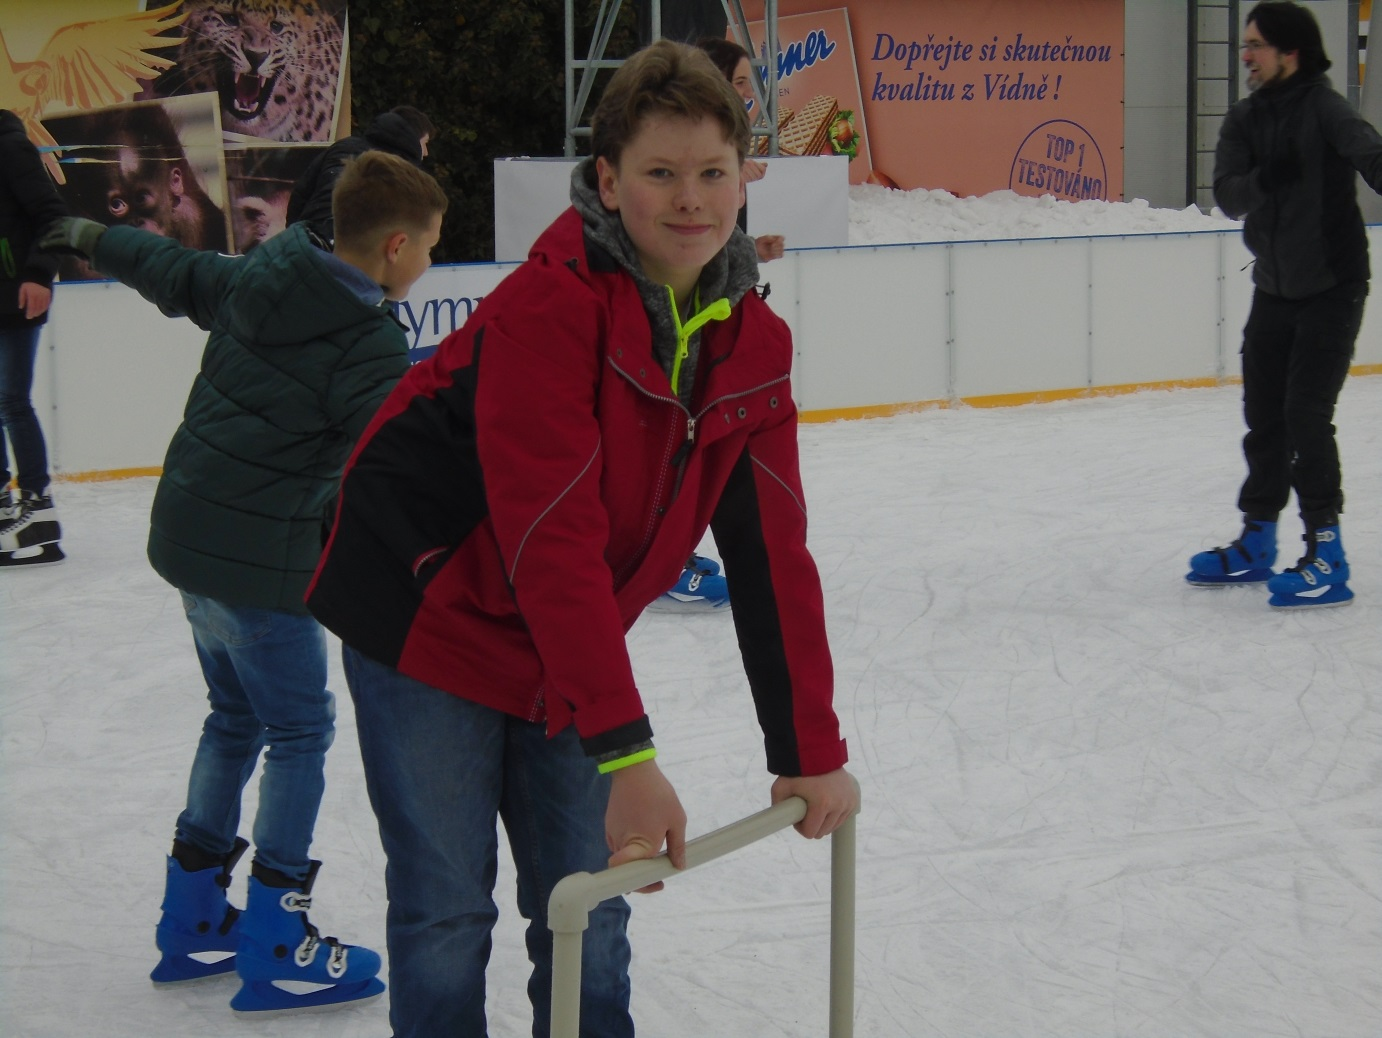 Dopřejte si skutečnou
kvalitu z Vídně !
TOP 1
TESTOVÁNO